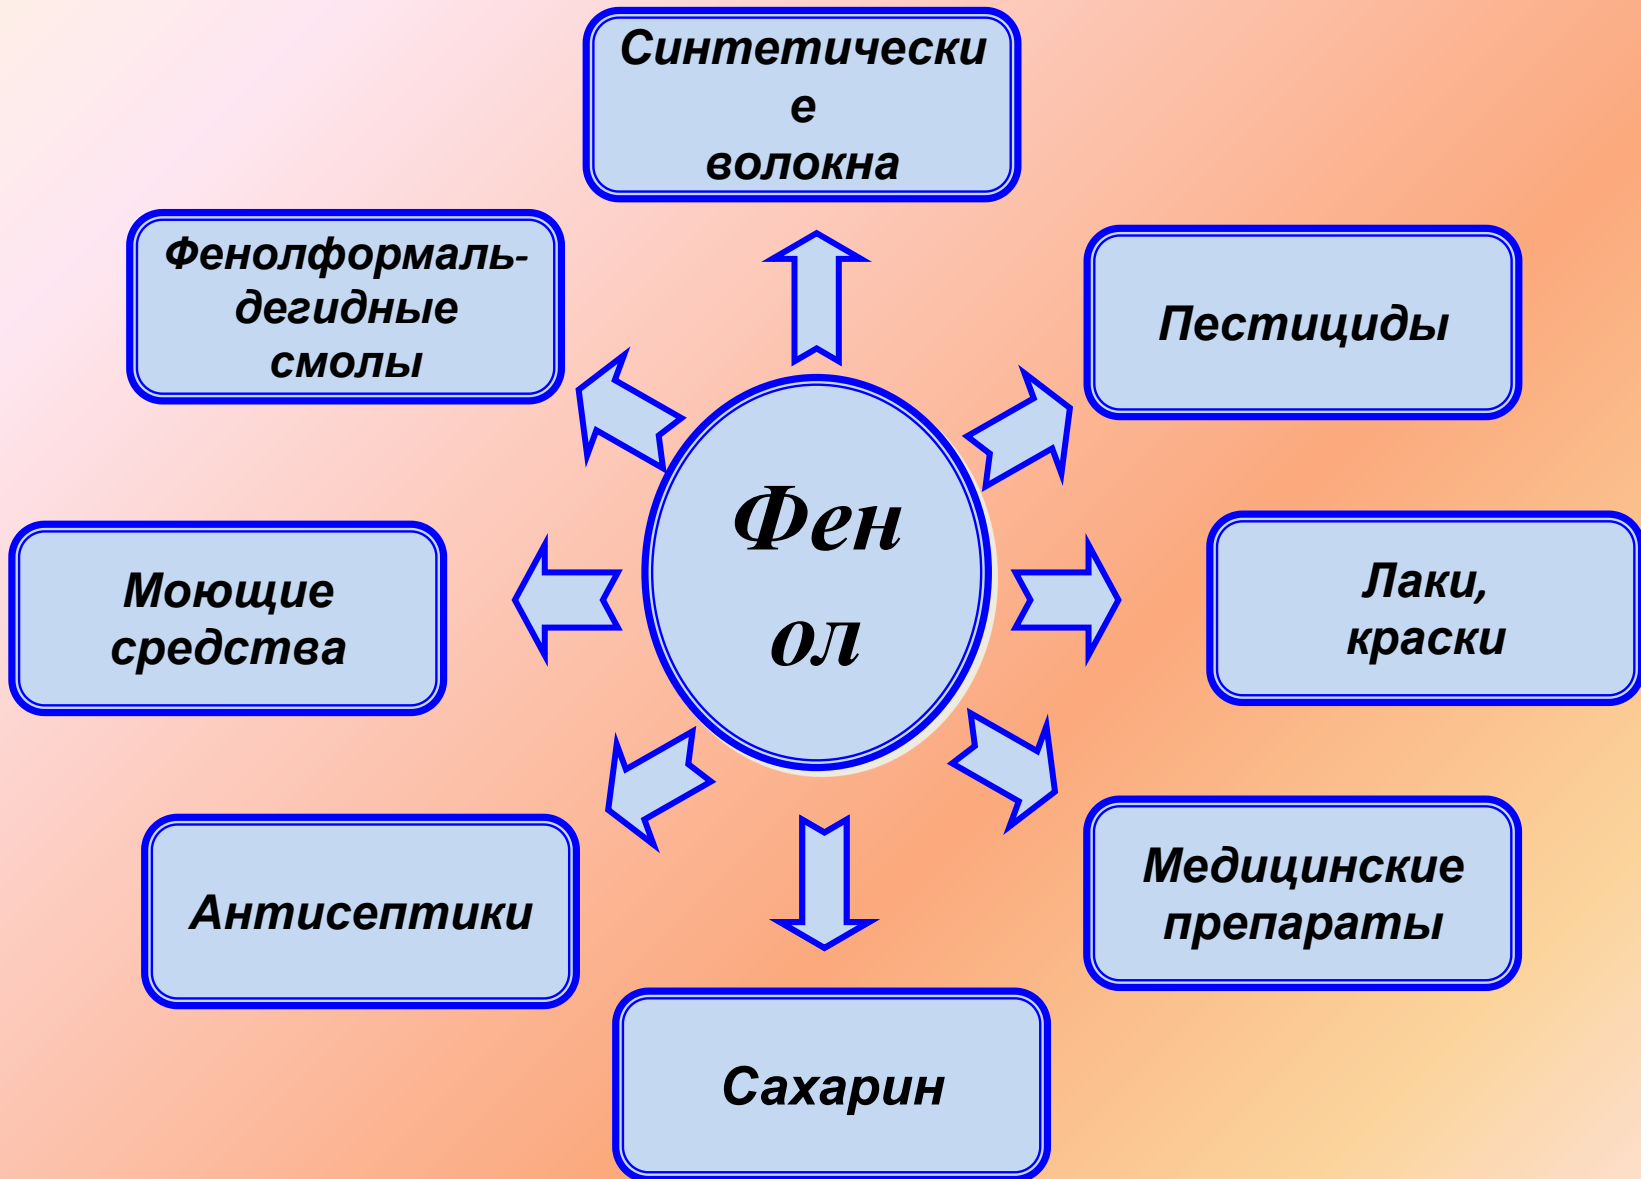 Синтетически
е
волокна
Фенолформаль-
дегидные
смолы
Пестициды
Фен
ол
Моющие
средства
Лаки,
краски
Антисептики
Медицинские
препараты
Сахарин